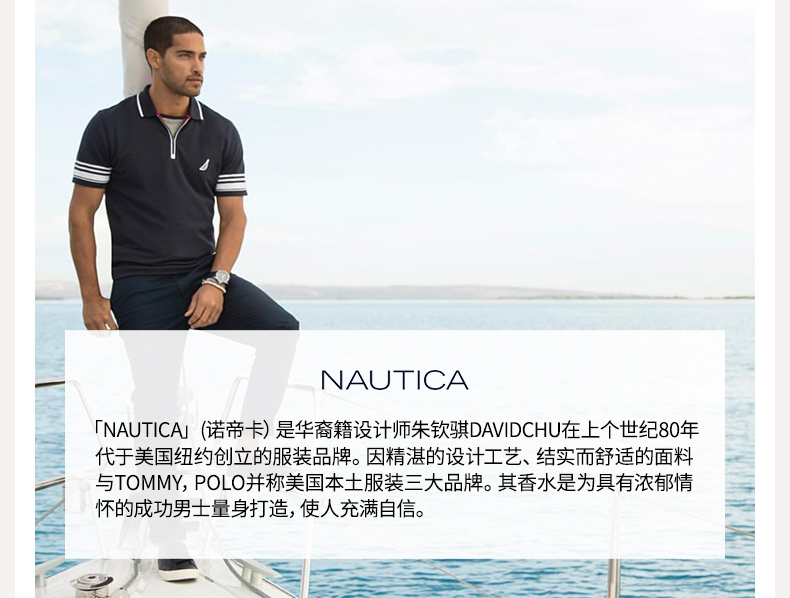 NAUTICA
「NAUTICA」(诺帝卡) 是华裔籍设计师朱钦骐DAVIDCHU在上个世纪80年
代于美国纽约创立的服装品牌。因精湛的设计工艺、结实而舒适的面料
与TOMMY, POLO并称美国本土服装三大品牌。其香水是为具有浓郁情
怀的成功男士量身打造, 使人充满自信。